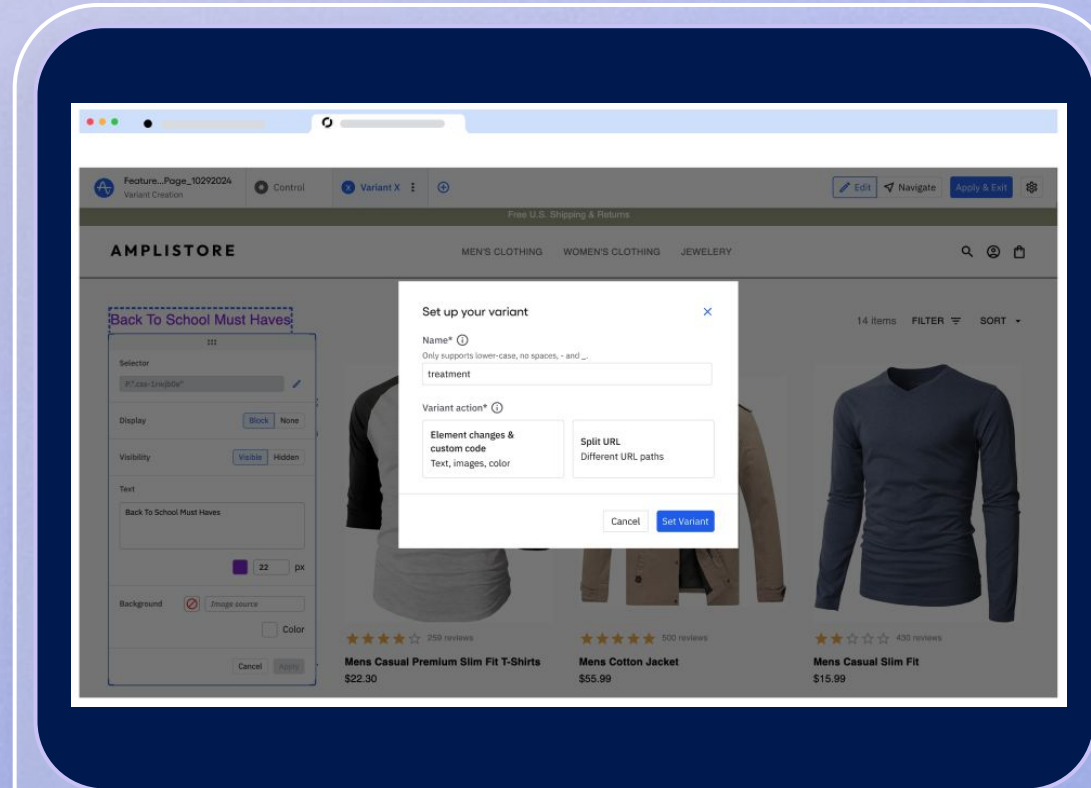 Feature...Page_10292024
Variant Creation
Control
Variant X
Edit
Navigate
Apply & Exit
Free U.S. Shipping & Returns
AMPLISTORE
MEN'S CLOTHING WOMEN'S CLOTHING JEWELERY
Back To School Must Haves
14 items FILTER SORT
Selector
Display
Block None
Visibility
Visible Hidden
Text
Back To School Must Haves
22 px
Background
Image source
Color
Cancel Apply
Set up your variant
Name*
Only supports lower-case, no spaces, - and _.
treatment
Variant action*
Element changes &
custom code
Text, images, color
Split URL
Different URL paths
Cancel Set Variant
259 reviews
Mens Casual Premium Slim Fit T-Shirts
$22.30
500 reviews
Mens Cotton Jacket
$55.99
430 reviews
Mens Casual Slim Fit
$15.99